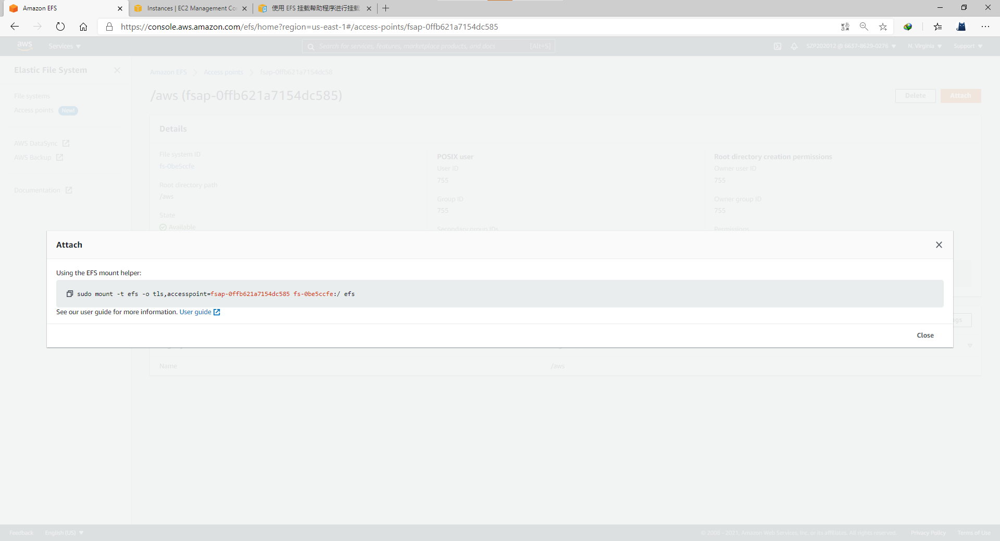 Amazon EFS
Instances | EC2 Management Co
使用 EFS 挂载帮助程序进行挂载
https://console.aws.amazon.com/efs/home?region=us-east-1#/access-points/fsap-0ffb621a7154dc585
aws
Services
Search for services, features, marketplace products, and docs
[Alt+S]
SZP202012 @ 6637-8629-0276
N. Virginia
Support
Elastic File System
File systems
Access points
New!
AWS DataSync
AWS Backup
Documentation
Amazon EFS
Access points
fsap-0ffb621a7154dc58
/aws (fsap-0ffb621a7154dc585)
Delete
Attach
Details
File system ID
fs-0be5ccfe
Root directory path
/aws
State
Available
POSIX user
User ID
755
Group ID
755
Secondary group IDs
Root directory creation permissions
Owner user ID
755
Owner group ID
755
Permissions
Attach
Using the EFS mount helper:
sudo mount -t efs -o tls,accesspoint=fsap-0ffb621a7154dc585 fs-0be5ccfe:/ efs
See our user guide for more information. User guide
Close
Name
/aws
Feedback
English (US)
© 2008 - 2021, Amazon Web Services, Inc. or its affiliates. All rights reserved.
Privacy Policy
Terms of Use